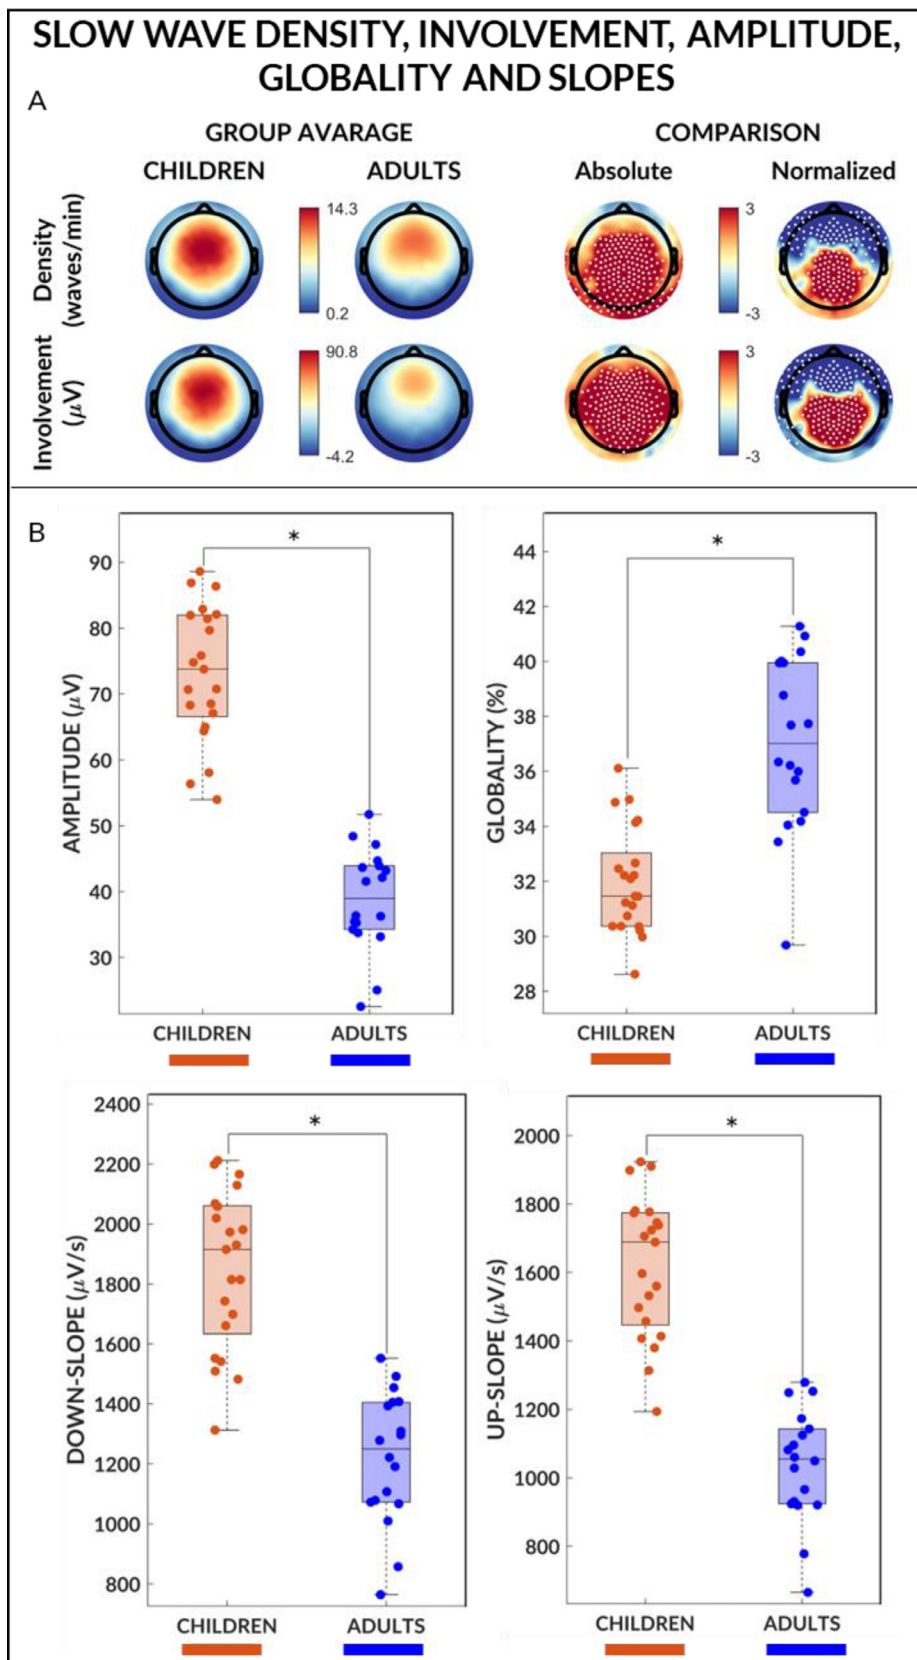 SLOW WAVE DENSITY, INVOLVEMENT, AMPLITUDE,
GLOBALITY AND SLOPES
A
GROUP AVARAGE
COMPARISON
CHILDREN
ADULTS
Absolute
Normalized
Density
(waves/min)
14.3
0.2
3
-3
Involvement
(μV)
90.8
-4.2
3
-3
B
AMPLITUDE (μV)
90
80
70
60
50
40
30
*
CHILDREN
ADULTS
GLOBALITY (%)
44
42
40
38
36
34
32
30
28
*
CHILDREN
ADULTS
DOWN-SLOPE (μV/s)
2400
2200
2000
1800
1600
1400
1200
1000
800
*
CHILDREN
ADULTS
UP-SLOPE (μV/s)
2000
1800
1600
1400
1200
1000
800
*
CHILDREN
ADULTS